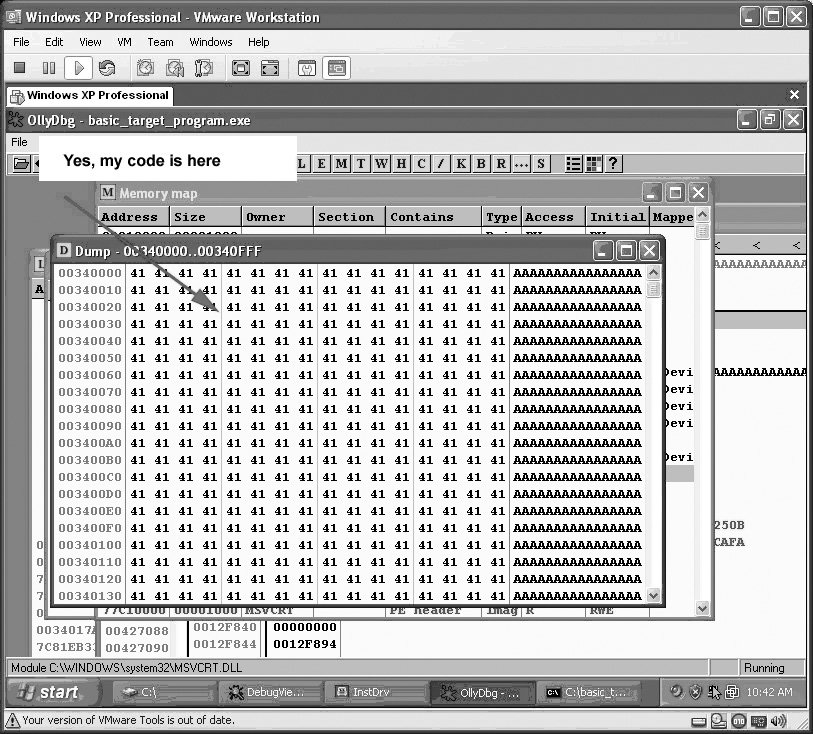 Windows XP Professional - VMware Workstation
File Edit View VM Team Windows Help
Windows XP Professional
OllyDbg - basic_target_program.exe
File
Yes, my code is here
L E M T W H C / K B R ... S ?
M Memory map
Address Size Owner Section Contains Type Access Initial Mappe
D Dump - 00340000..00340FFF
00340000 41 41 41 41 41 41 41 41 41 41 41 41 41 41 41 41 AAAAAAAAAAAAAAAA
00340010 41 41 41 41 41 41 41 41 41 41 41 41 41 41 41 41 AAAAAAAAAAAAAAAA
00340020 41 41 41 41 41 41 41 41 41 41 41 41 41 41 41 41 AAAAAAAAAAAAAAAA
00340030 41 41 41 41 41 41 41 41 41 41 41 41 41 41 41 41 AAAAAAAAAAAAAAAA
00340040 41 41 41 41 41 41 41 41 41 41 41 41 41 41 41 41 AAAAAAAAAAAAAAAA
00340050 41 41 41 41 41 41 41 41 41 41 41 41 41 41 41 41 AAAAAAAAAAAAAAAA
00340060 41 41 41 41 41 41 41 41 41 41 41 41 41 41 41 41 AAAAAAAAAAAAAAAA Devi
00340070 41 41 41 41 41 41 41 41 41 41 41 41 41 41 41 41 AAAAAAAAAAAAAAAA Devi
00340080 41 41 41 41 41 41 41 41 41 41 41 41 41 41 41 41 AAAAAAAAAAAAAAAA Devi
00340090 41 41 41 41 41 41 41 41 41 41 41 41 41 41 41 41 AAAAAAAAAAAAAAAA Devi
003400A0 41 41 41 41 41 41 41 41 41 41 41 41 41 41 41 41 AAAAAAAAAAAAAAAA
003400B0 41 41 41 41 41 41 41 41 41 41 41 41 41 41 41 41 AAAAAAAAAAAAAAAA Devi
003400C0 41 41 41 41 41 41 41 41 41 41 41 41 41 41 41 41 AAAAAAAAAAAAAAAA
003400D0 41 41 41 41 41 41 41 41 41 41 41 41 41 41 41 41 AAAAAAAAAAAAAAAA
003400E0 41 41 41 41 41 41 41 41 41 41 41 41 41 41 41 41 AAAAAAAAAAAAAAAA
003400F0 41 41 41 41 41 41 41 41 41 41 41 41 41 41 41 41 AAAAAAAAAAAAAAAA 250B
00340100 41 41 41 41 41 41 41 41 41 41 41 41 41 41 41 41 AAAAAAAAAAAAAAAA CAFA
00340110 41 41 41 41 41 41 41 41 41 41 41 41 41 41 41 41 AAAAAAAAAAAAAAAA
00340120 41 41 41 41 41 41 41 41 41 41 41 41 41 41 41 41 AAAAAAAAAAAAAAAA
00340130 41 41 41 41 41 41 41 41 41 41 41 41 41 41 41 41 AAAAAAAAAAAAAAAA
77C10000 00001000 MSVCRT PE header Imag R RWE
0034017A 00427088 0012F840 00000000
7C81EB33 00427090 0012F844 0012F894
Module C:\WINDOWS\system32\MSVCRT.DLL Running
start C:\ DebugVie... InstDrv OllyDbg - ... C:\basic_t... 10:42 AM
Your version of VMware Tools is out of date.